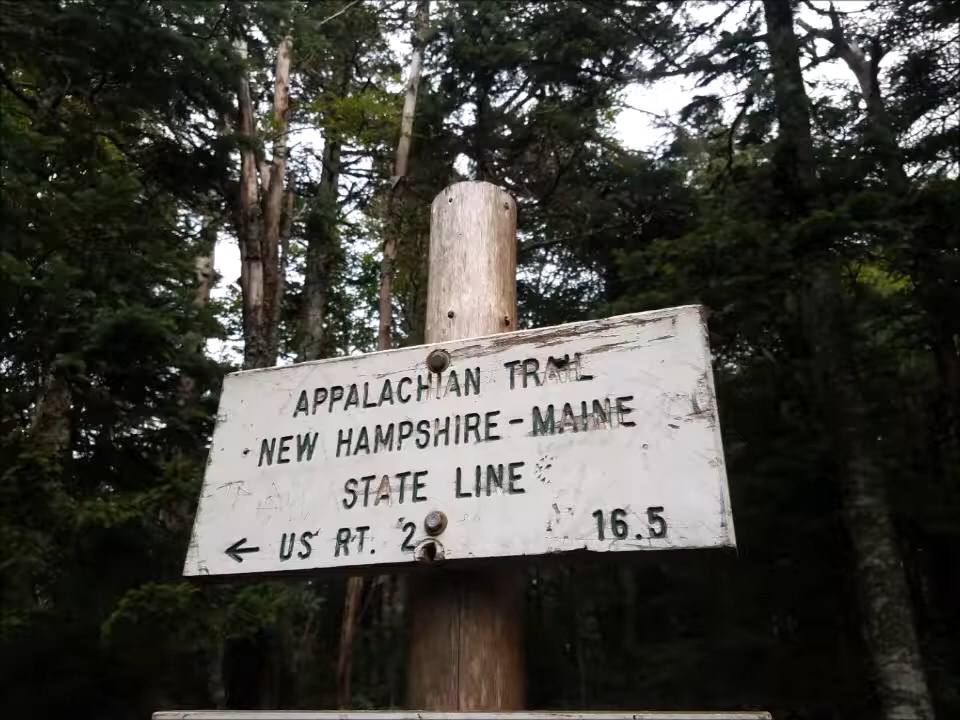 APPALACHIAN TRAIL
NEW HAMPSHIRE-MAINE
STATE LINE
← US RT. 2 16.5